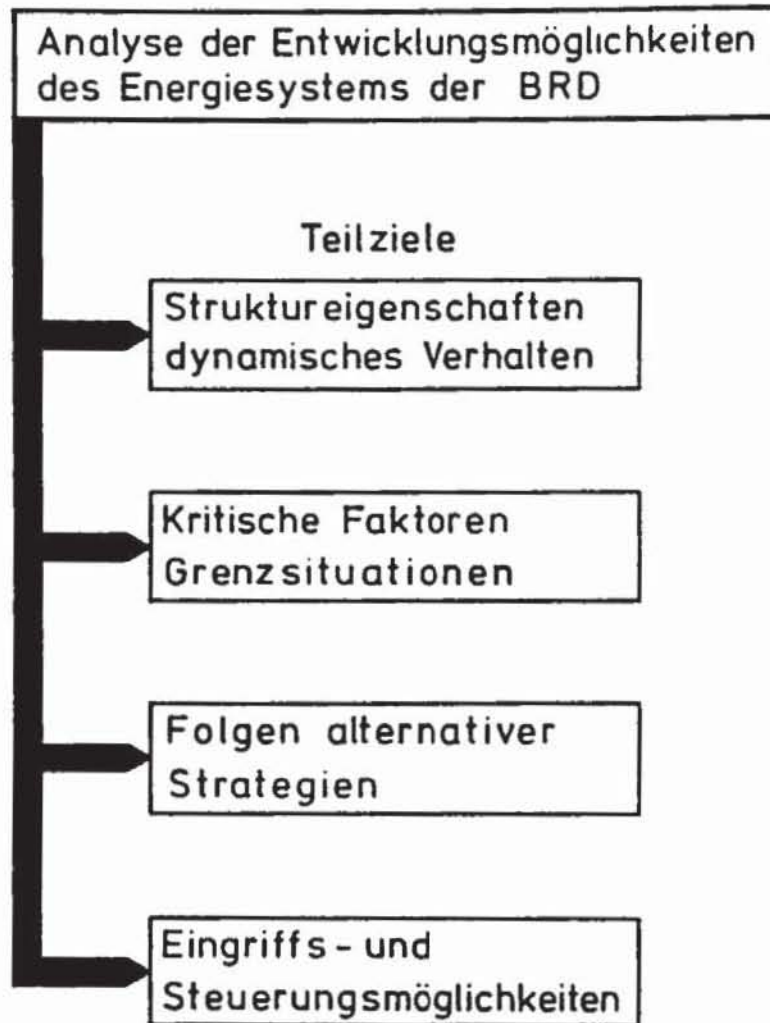 Analyse der Entwicklungsmöglichkeiten
des Energiesystems der BRD
Teilziele
Struktureigenschaften
dynamisches Verhalten
Kritische Faktoren
Grenzsituationen
Folgen alternativer
Strategien
Eingriffs- und
Steuerungsmöglichkeiten